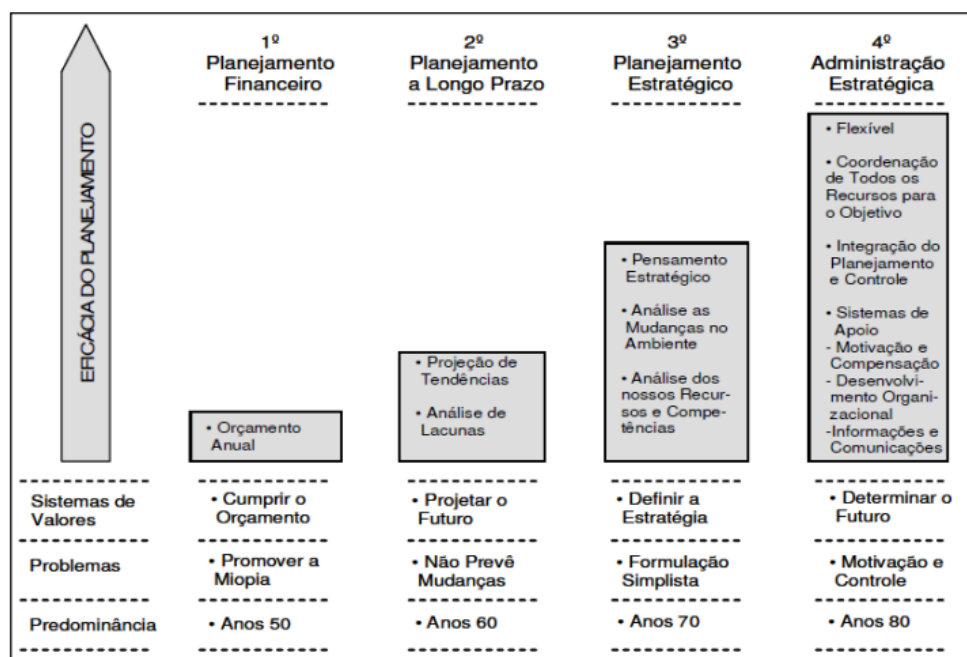 EFICÁCIA DO PLANEJAMENTO
1º
Planejamento
Financeiro
2º
Planejamento
a Longo Prazo
3º
Planejamento
Estratégico
4º
Administração
Estratégica
• Orçamento
Anual
• Projeção de
Tendências
• Análise de
Lacunas
• Pensamento
Estratégico
• Análise as
Mudanças no
Ambiente
• Análise dos
nossos Recur-
sos e Compe-
tências
• Flexível
• Coordenação
de Todos os
Recursos para
o Objetivo
• Integração do
Planejamento
e Controle
• Sistemas de
Apoio
- Motivação e
Compensação
- Desenvolvi-
mento Organi-
zacional
-Informações e
Comunicações
Sistemas de
Valores
• Cumprir o
Orçamento
• Projetar o
Futuro
• Definir a
Estratégia
• Determinar o
Futuro
Problemas
• Promover a
Miopia
• Não Prevê
Mudanças
• Formulação
Simplista
• Motivação e
Controle
Predominância
• Anos 50
• Anos 60
• Anos 70
• Anos 80